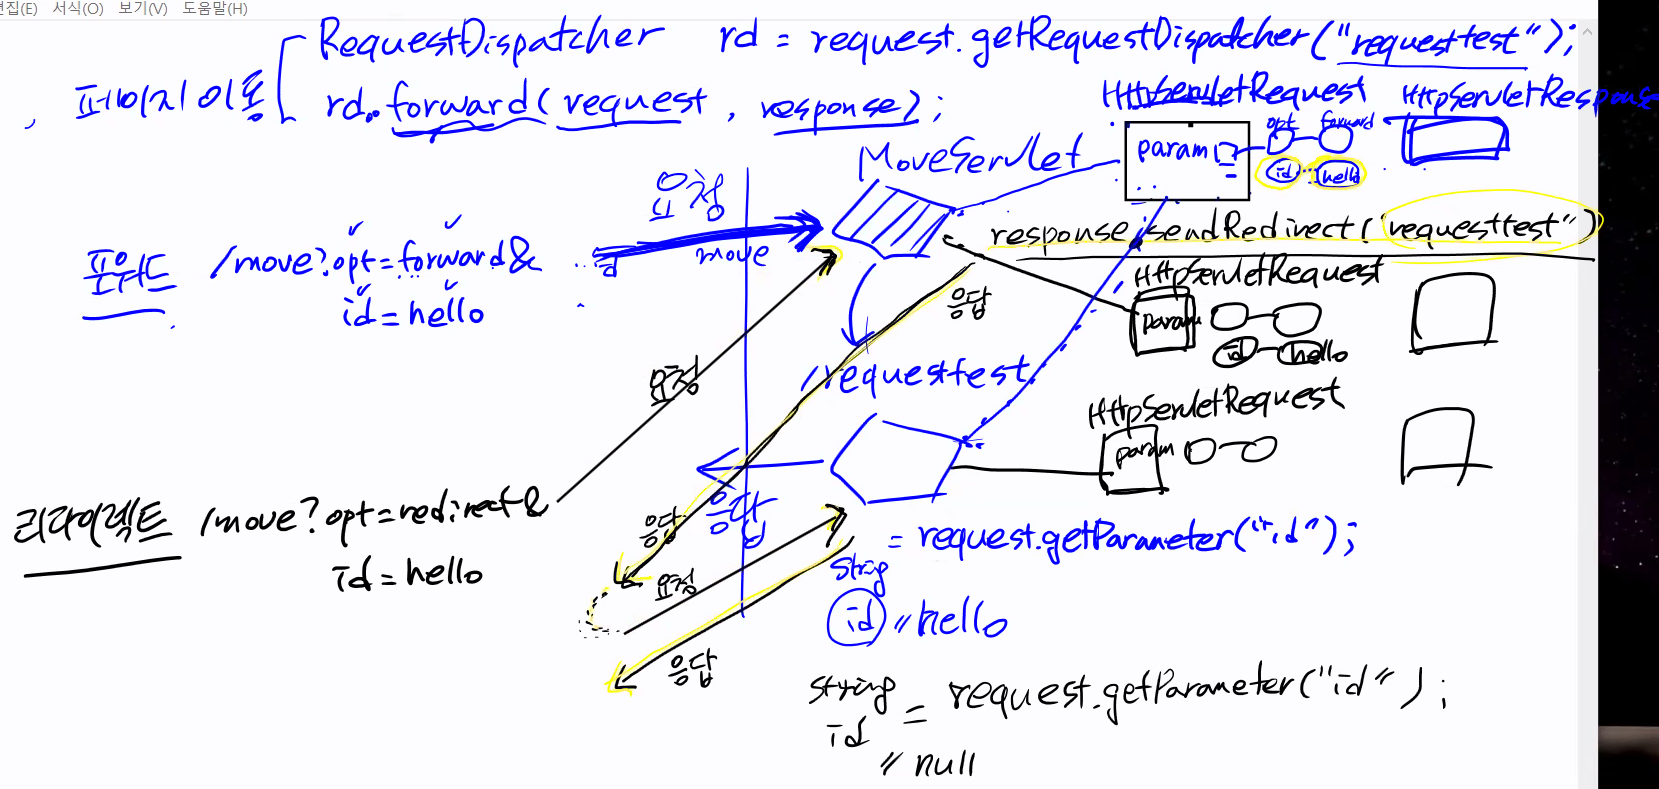 편집(E) 서식(O) 보기(V) 도움말(H)
RequestDispatcher rd = request.getRequestDispatcher("requesttest");
페이지 이동
rd.forward(request, response);
HttpServletRequest HttpServletResponse
opt forward
param
id hello
MoveServlet
요청
move
response.sendRedirect("requesttest")
포워드 /move?opt=forward&
id=hello
id
응답
HttpServletRequest
param
id hello
요청
/requesttest
HttpServletRequest
param
응답
응답
리다이렉트 /move?opt=redirect&
id=hello
요청
= request.getParameter("id");
String
id "hello
응답
String = request.getParameter("id");
id
"null